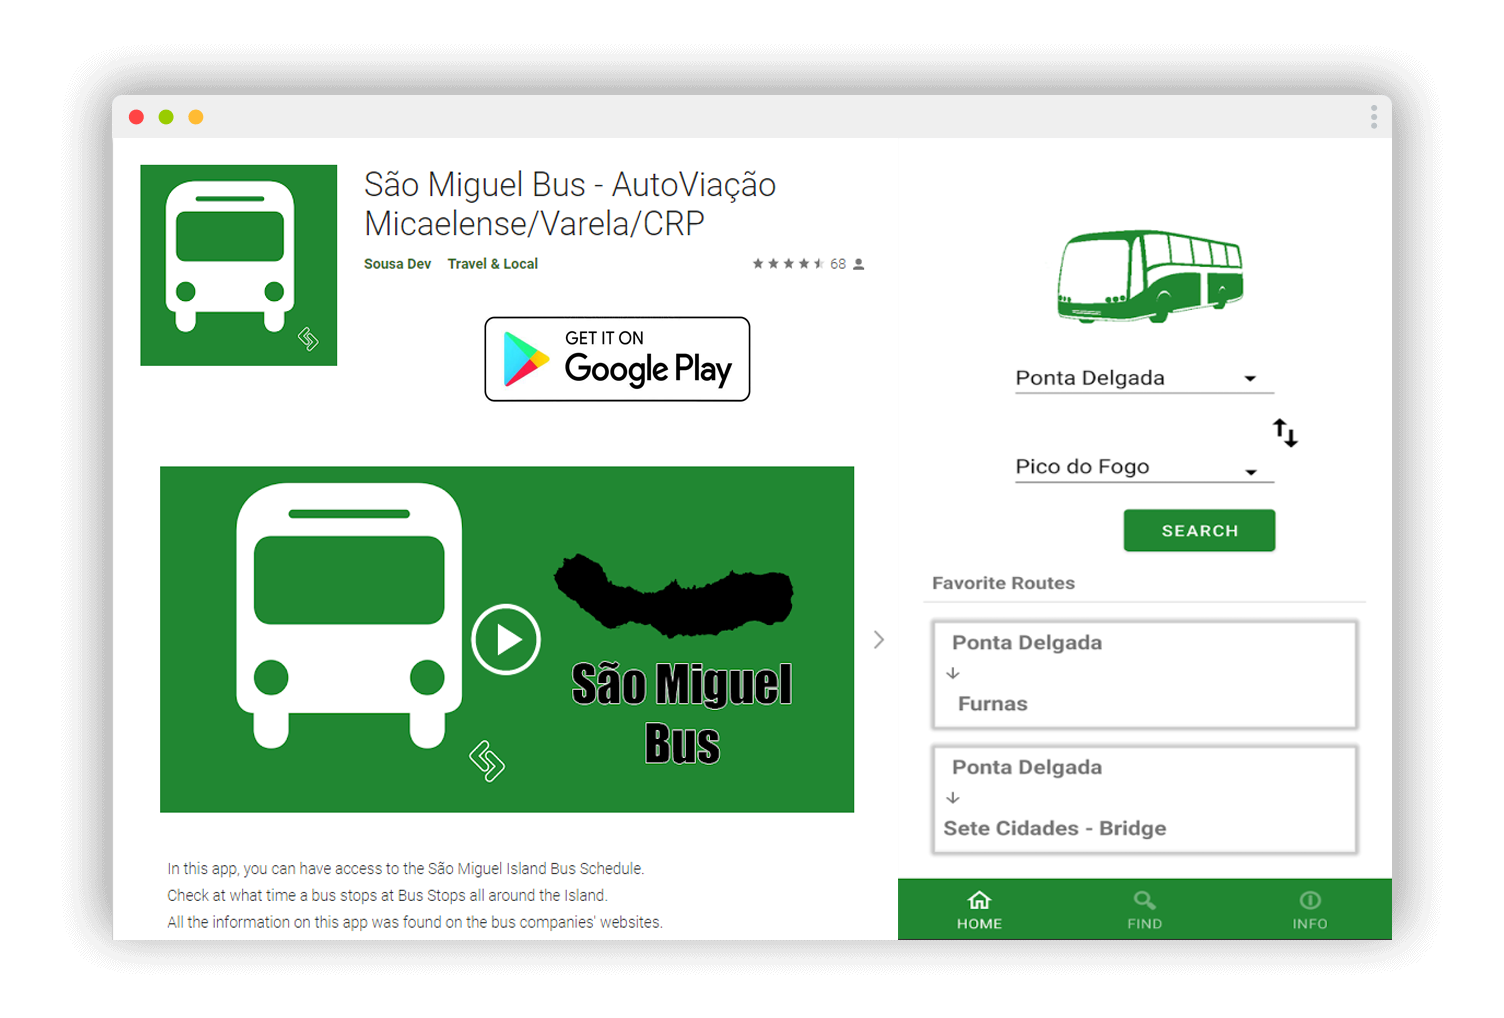 São Miguel Bus - AutoViação
Micaelense/Varela/CRP
Sousa Dev Travel & Local
68
GET IT ON
Google Play
São Miguel
Bus
In this app, you can have access to the São Miguel Island Bus Schedule.
Check at what time a bus stops at Bus Stops all around the Island.
All the information on this app was found on the bus companies' websites.
Ponta Delgada
Pico do Fogo
SEARCH
Favorite Routes
Ponta Delgada
Furnas
Ponta Delgada
Sete Cidades - Bridge
HOME
FIND
INFO